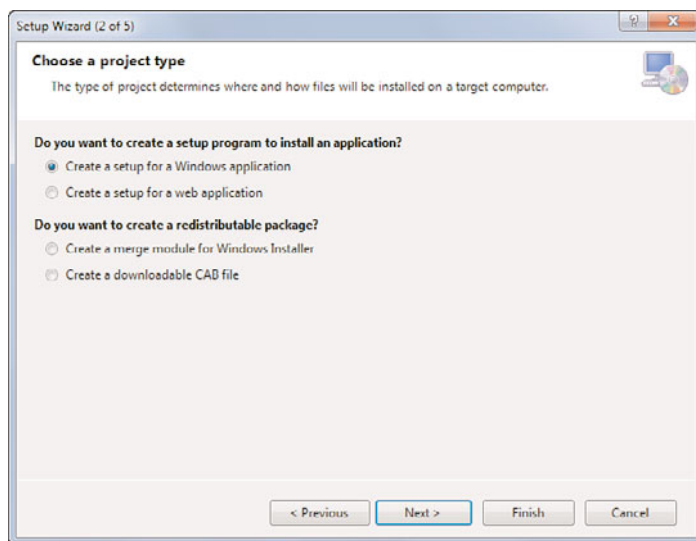 Setup Wizard (2 of 5)
Choose a project type
The type of project determines where and how files will be installed on a target computer.
Do you want to create a setup program to install an application?
Create a setup for a Windows application
Create a setup for a web application
Do you want to create a redistributable package?
Create a merge module for Windows Installer
Create a downloadable CAB file
< Previous Next > Finish Cancel